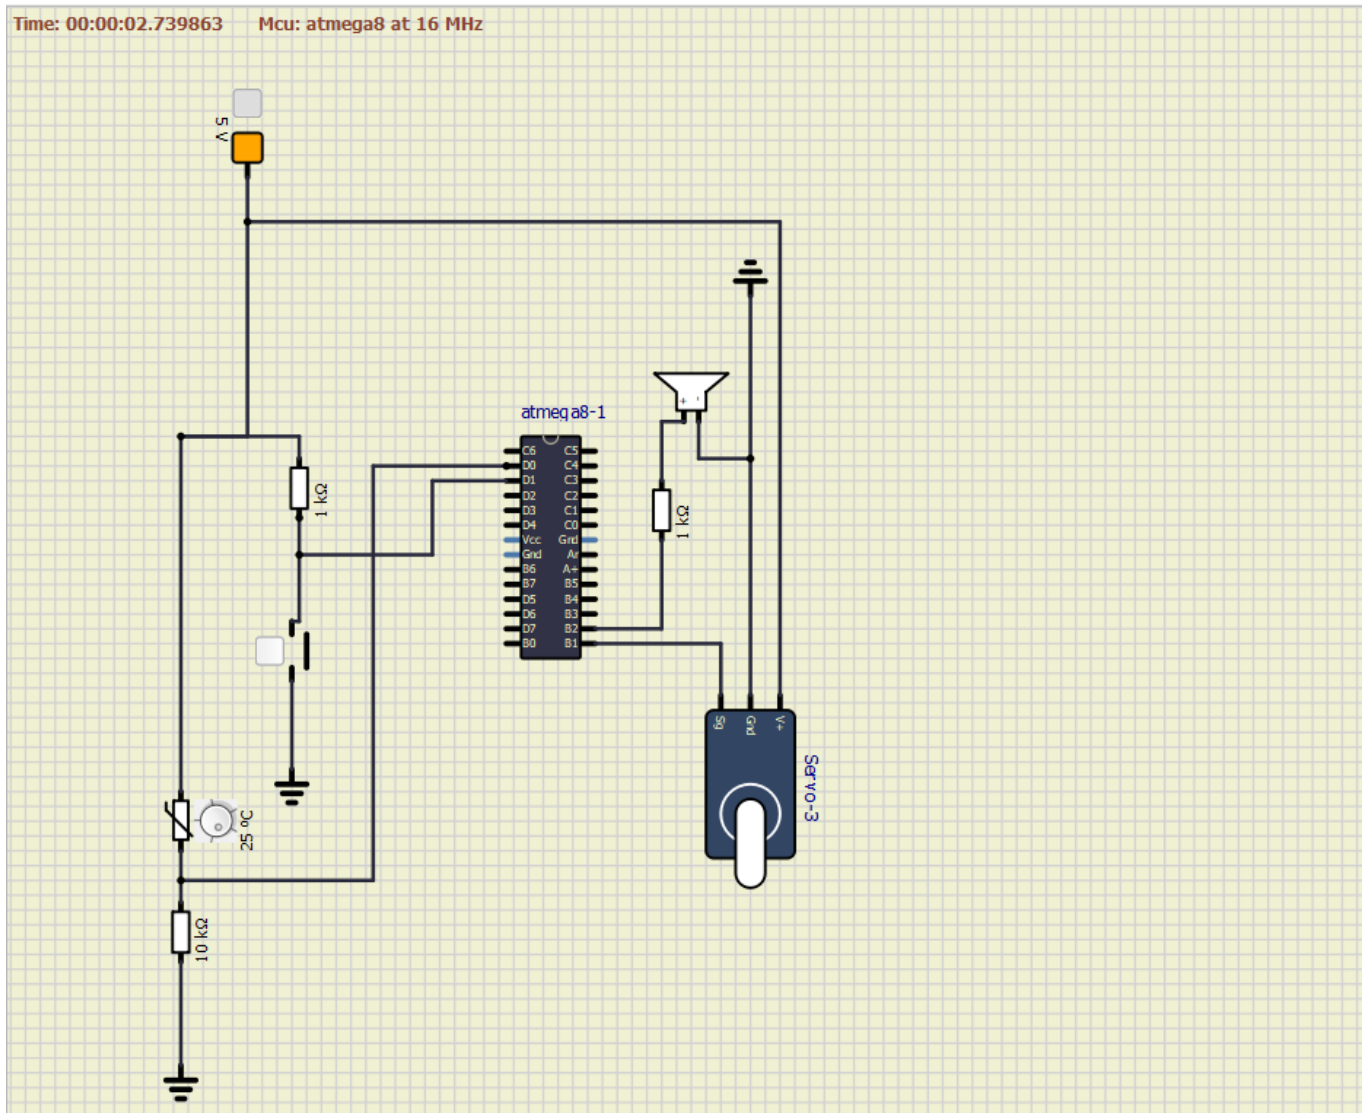 Time: 00:00:02.739863 Mcu: atmega8 at 16 MHz
5 V
+ -
atmega8-1
C6 C5
D0 C4
D1 C3
D2 C2
D3 C1
D4 C0
Vcc Gnd
Gnd Ar
B6 A+
B7 B5
D5 B4
D6 B3
D7 B2
B0 B1
1 kΩ
1 kΩ
Sg Gnd V+
Servo-3
25 ºC
10 kΩ